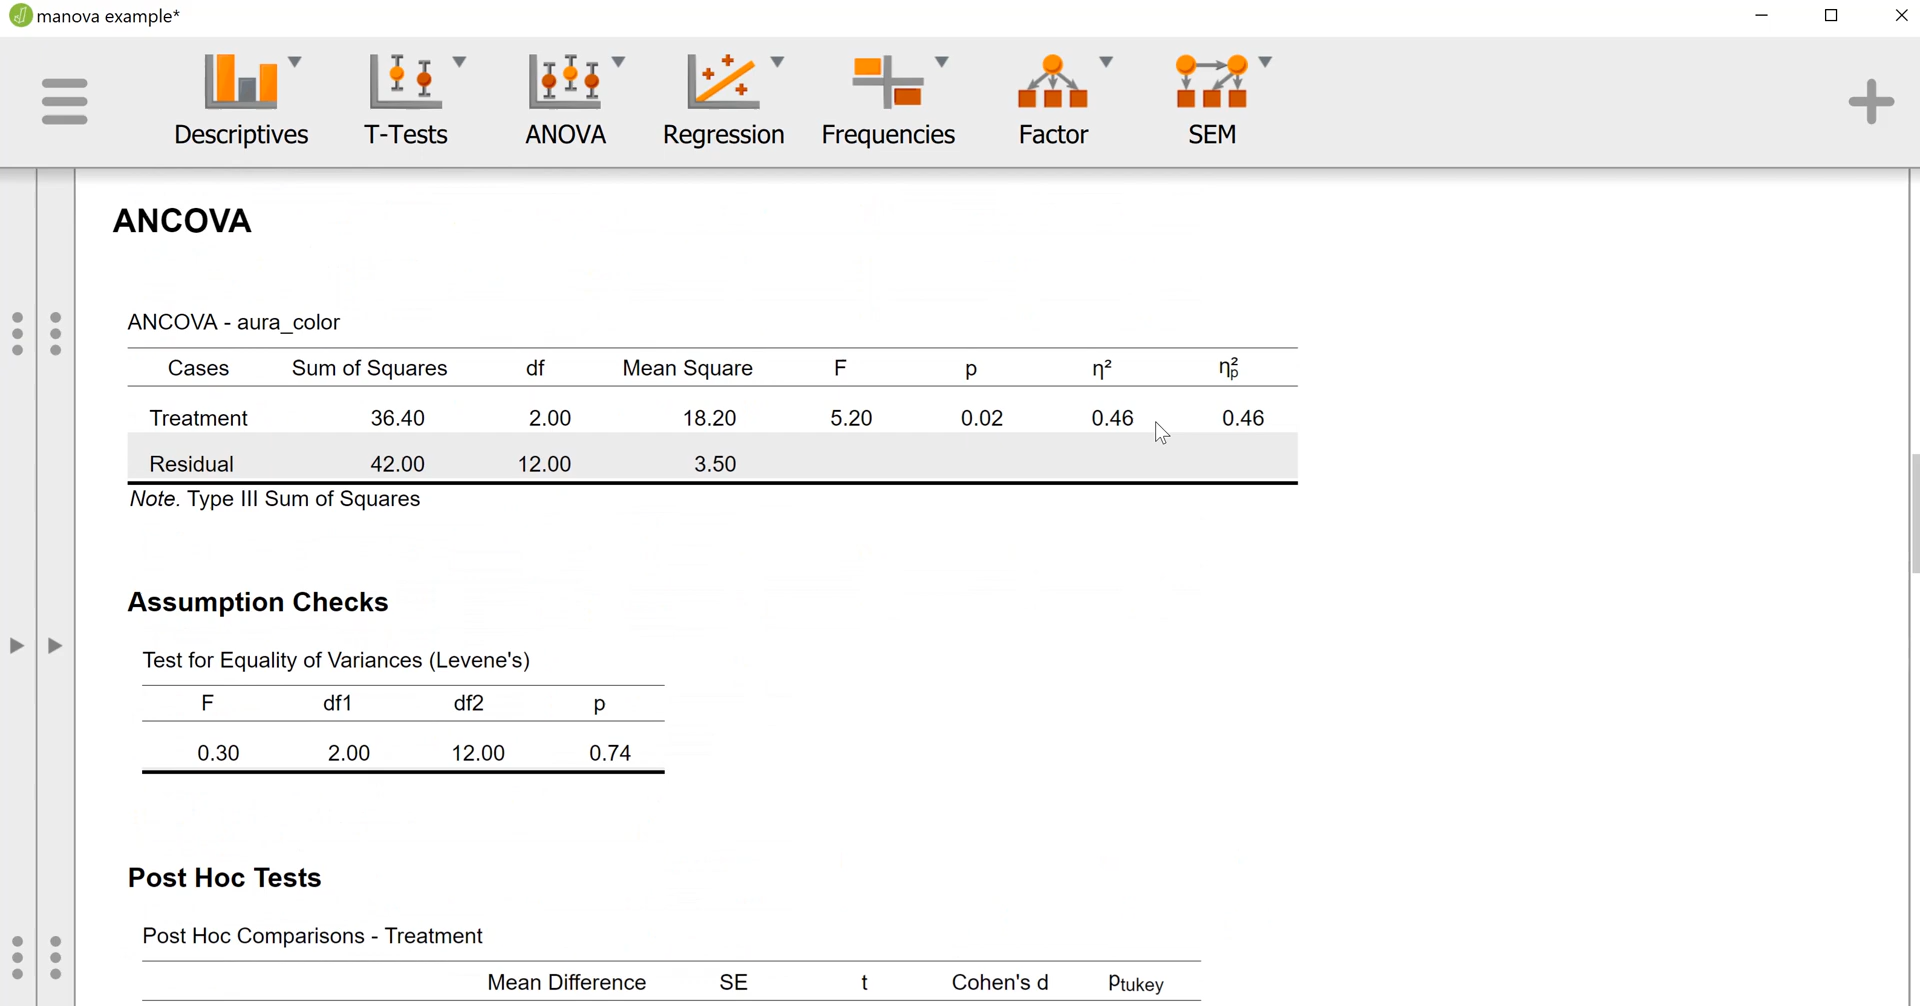 manova example*
Descriptives T-Tests ANOVA Regression Frequencies Factor SEM
ANCOVA
ANCOVA - aura_color
Cases Sum of Squares df Mean Square F p η² η²p
Treatment 36.40 2.00 18.20 5.20 0.02 0.46 0.46
Residual 42.00 12.00 3.50
Note. Type III Sum of Squares
Assumption Checks
Test for Equality of Variances (Levene's)
F df1 df2 p
0.30 2.00 12.00 0.74
Post Hoc Tests
Post Hoc Comparisons - Treatment
Mean Difference SE t Cohen's d ptukey